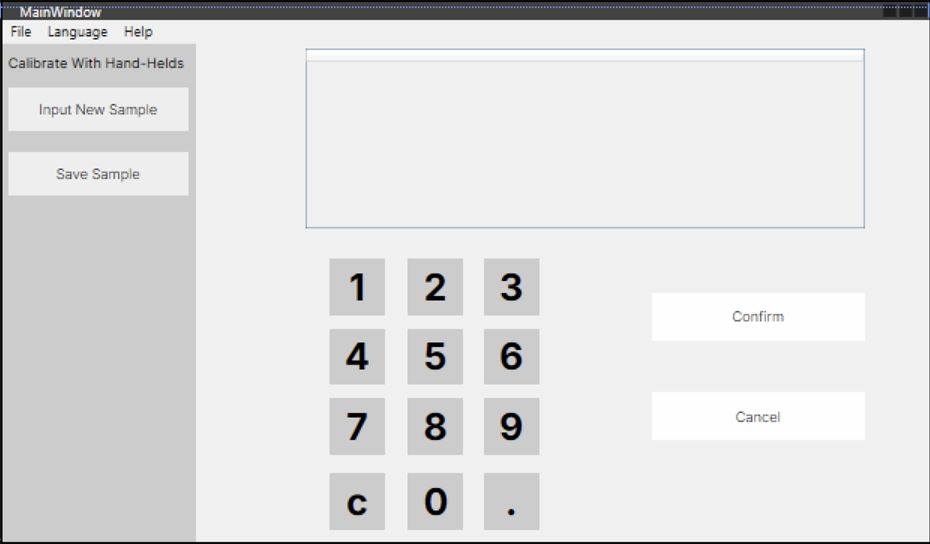 MainWindow
File Language Help
Calibrate With Hand-Helds
Input New Sample
Save Sample
1 2 3
4 5 6
7 8 9
c 0 .
Confirm
Cancel